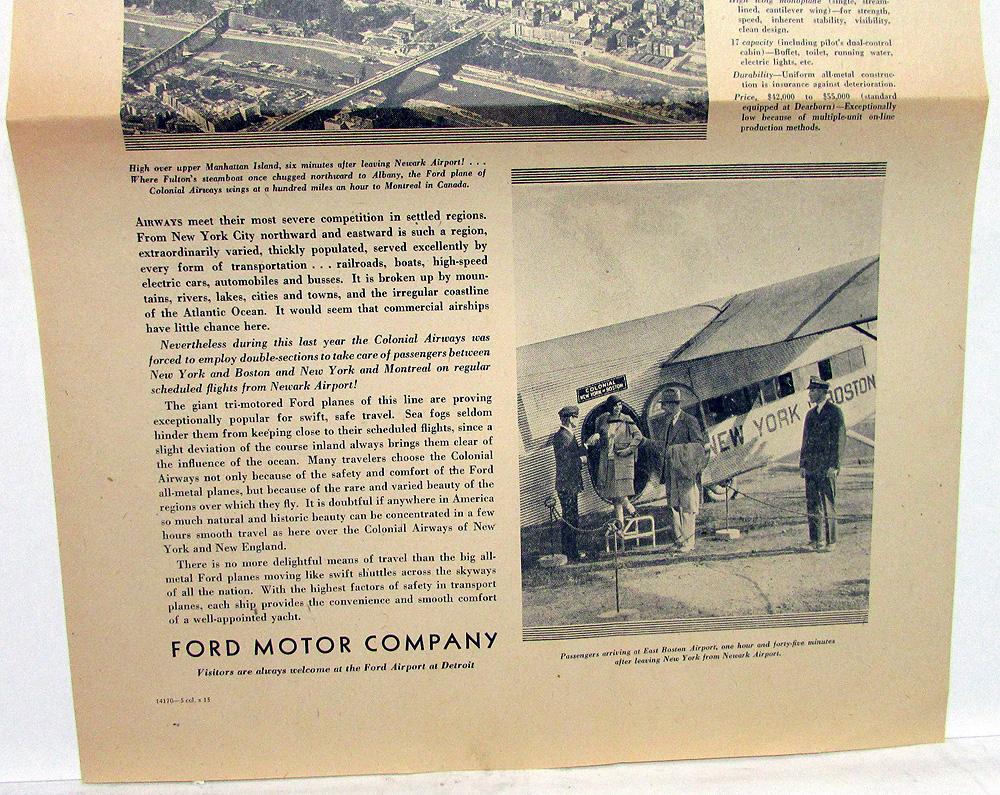 High wing monoplane (single, stream-
lined, cantilever wing)—for strength,
speed, inherent stability, visibility,
clean design.
17 capacity (including pilot's dual-control
cabin)—Buffet, toilet, running water,
electric lights, etc.
Durability—Uniform all-metal construc-
tion is insurance against deterioration.
Price, $42,000 to $55,000 (standard
equipped at Dearborn)—Exceptionally
low because of multiple-unit on-line
production methods.
High over upper Manhattan Island, six minutes after leaving Newark Airport! . . .
Where Fulton's steamboat once chugged northward to Albany, the Ford plane of
Colonial Airways wings at a hundred miles an hour to Montreal in Canada.
AIRWAYS meet their most severe competition in settled regions.
From New York City northward and eastward is such a region,
extraordinarily varied, thickly populated, served excellently by
every form of transportation . . . railroads, boats, high-speed
electric cars, automobiles and busses. It is broken up by moun-
tains, rivers, lakes, cities and towns, and the irregular coastline
of the Atlantic Ocean. It would seem that commercial airships
have little chance here.
Nevertheless during this last year the Colonial Airways was
forced to employ double-sections to take care of passengers between
New York and Boston and New York and Montreal on regular
scheduled flights from Newark Airport!
The giant tri-motored Ford planes of this line are proving
exceptionally popular for swift, safe travel. Sea fogs seldom
hinder them from keeping close to their scheduled flights, since a
slight deviation of the course inland always brings them clear of
the influence of the ocean. Many travelers choose the Colonial
Airways not only because of the safety and comfort of the Ford
all-metal planes, but because of the rare and varied beauty of the
regions over which they fly. It is doubtful if anywhere in America
so much natural and historic beauty can be concentrated in a few
hours smooth travel as here over the Colonial Airways of New
York and New England.
There is no more delightful means of travel than the big all-
metal Ford planes moving like swift shuttles across the skyways
of all the nation. With the highest factors of safety in transport
planes, each ship provides the convenience and smooth comfort
of a well-appointed yacht.
FORD MOTOR COMPANY
Visitors are always welcome at the Ford Airport at Detroit
14170—5 col. x 15
COLONIAL
NEW YORK BOSTON
NEW YORK BOSTON
Passengers arriving at East Boston Airport, one hour and forty-five minutes
after leaving New York from Newark Airport.